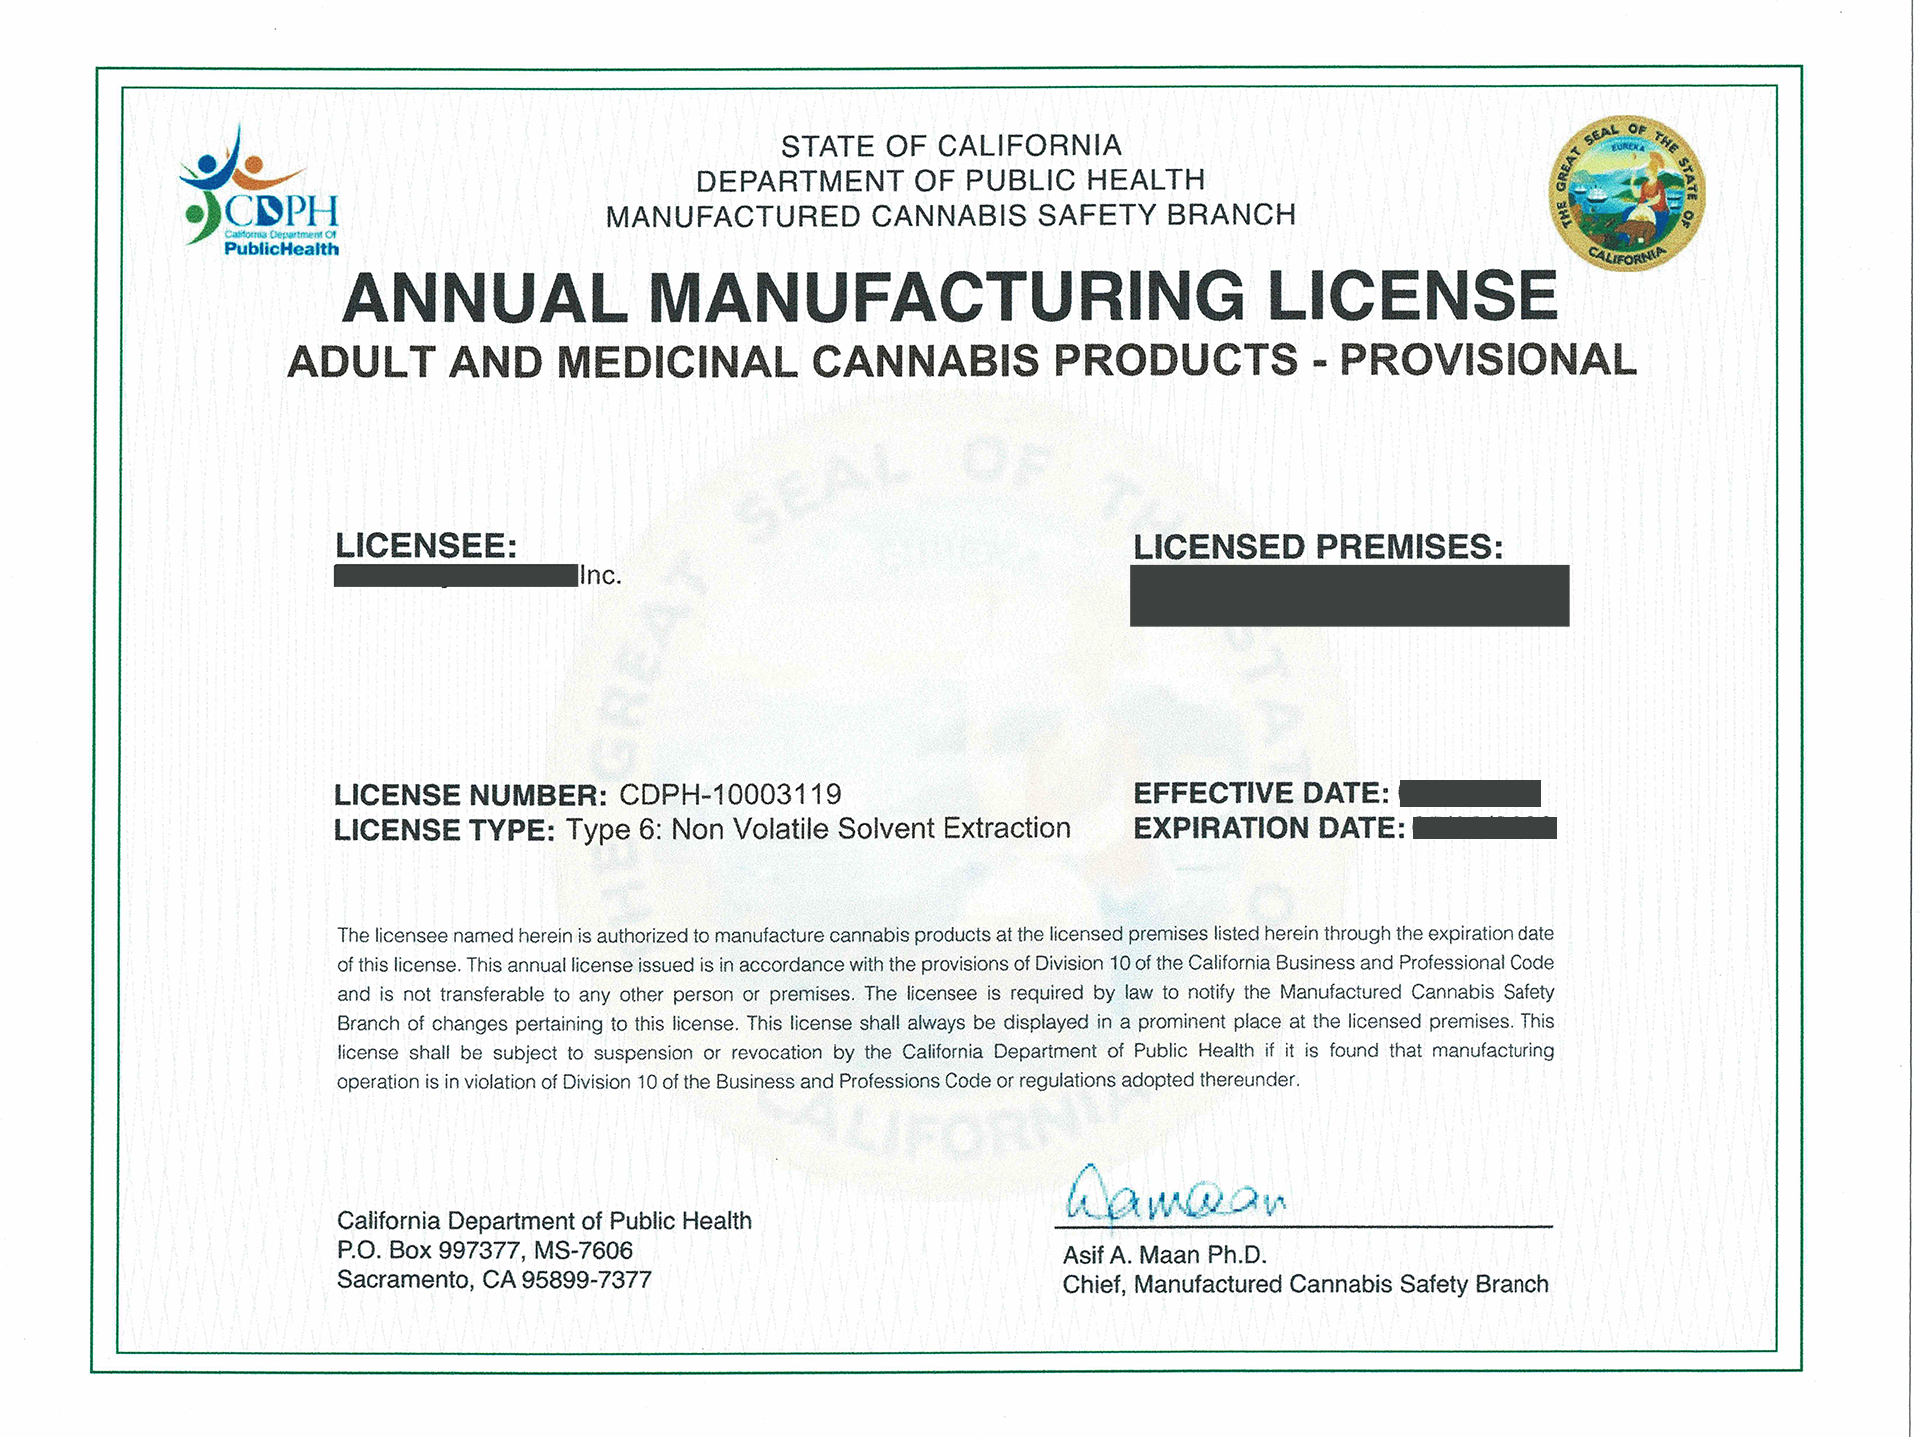 CDPH
California Department Of
PublicHealth
STATE OF CALIFORNIA
DEPARTMENT OF PUBLIC HEALTH
MANUFACTURED CANNABIS SAFETY BRANCH
THE GREAT SEAL OF THE STATE OF CALIFORNIA
EUREKA
ANNUAL MANUFACTURING LICENSE
ADULT AND MEDICINAL CANNABIS PRODUCTS - PROVISIONAL
LICENSEE:
Inc.
LICENSED PREMISES:
LICENSE NUMBER: CDPH-10003119
LICENSE TYPE: Type 6: Non Volatile Solvent Extraction
EFFECTIVE DATE:
EXPIRATION DATE:
The licensee named herein is authorized to manufacture cannabis products at the licensed premises listed herein through the expiration date
of this license. This annual license issued is in accordance with the provisions of Division 10 of the California Business and Professional Code
and is not transferable to any other person or premises. The licensee is required by law to notify the Manufactured Cannabis Safety
Branch of changes pertaining to this license. This license shall always be displayed in a prominent place at the licensed premises. This
license shall be subject to suspension or revocation by the California Department of Public Health if it is found that manufacturing
operation is in violation of Division 10 of the Business and Professions Code or regulations adopted thereunder.
California Department of Public Health
P.O. Box 997377, MS-7606
Sacramento, CA 95899-7377
Asif A. Maan Ph.D.
Chief, Manufactured Cannabis Safety Branch
THE GREAT SEAL OF THE STATE OF CALIFORNIA